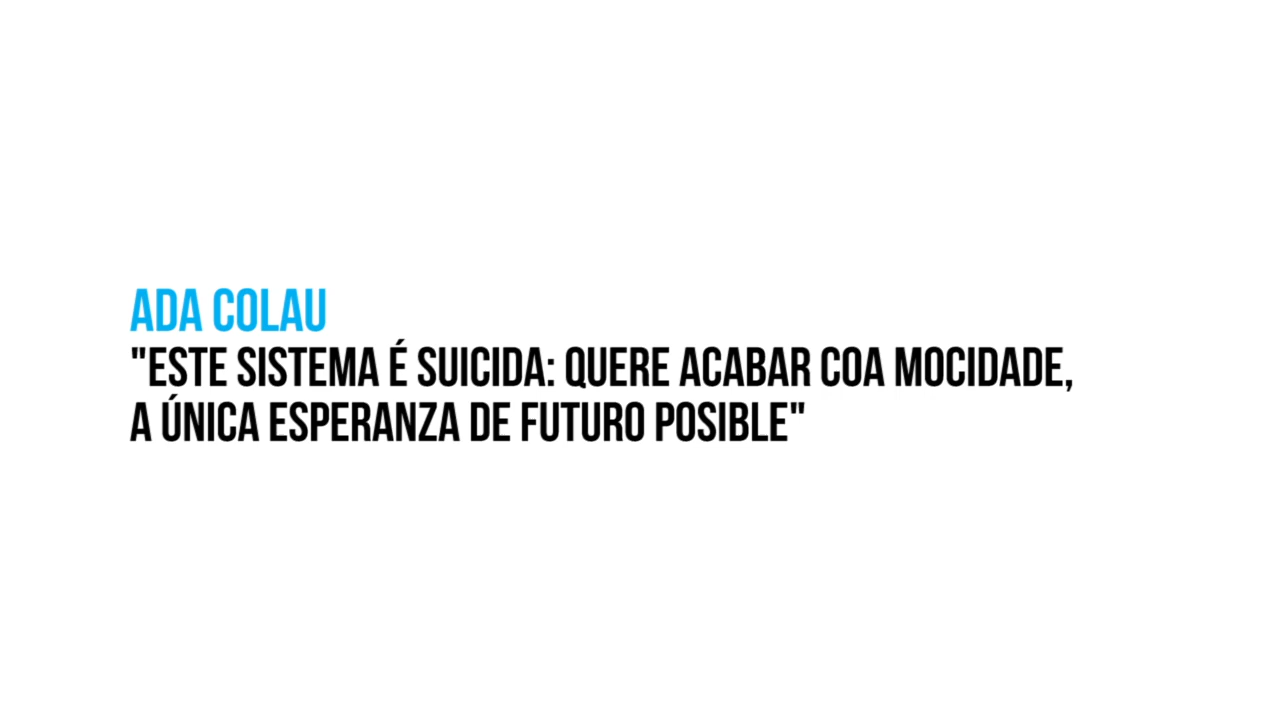 ADA COLAU
"ESTE SISTEMA É SUICIDA: QUERE ACABAR COA MOCIDADE,
A ÚNICA ESPERANZA DE FUTURO POSIBLE"